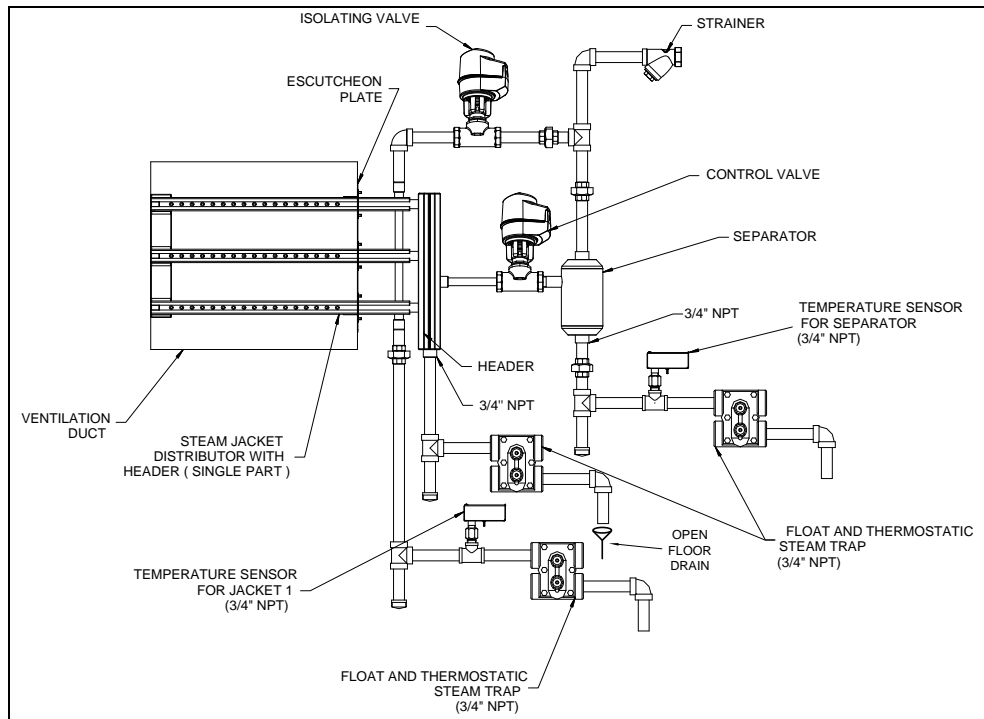 ISOLATING VALVE
STRAINER
ESCUTCHEON
PLATE
CONTROL VALVE
SEPARATOR
3/4" NPT
TEMPERATURE SENSOR
FOR SEPARATOR
(3/4" NPT)
HEADER
3/4" NPT
VENTILATION
DUCT
STEAM JACKET
DISTRIBUTOR WITH
HEADER ( SINGLE PART )
OPEN
FLOOR
DRAIN
FLOAT AND THERMOSTATIC
STEAM TRAP
(3/4" NPT)
TEMPERATURE SENSOR
FOR JACKET 1
(3/4" NPT)
FLOAT AND THERMOSTATIC
STEAM TRAP
(3/4" NPT)